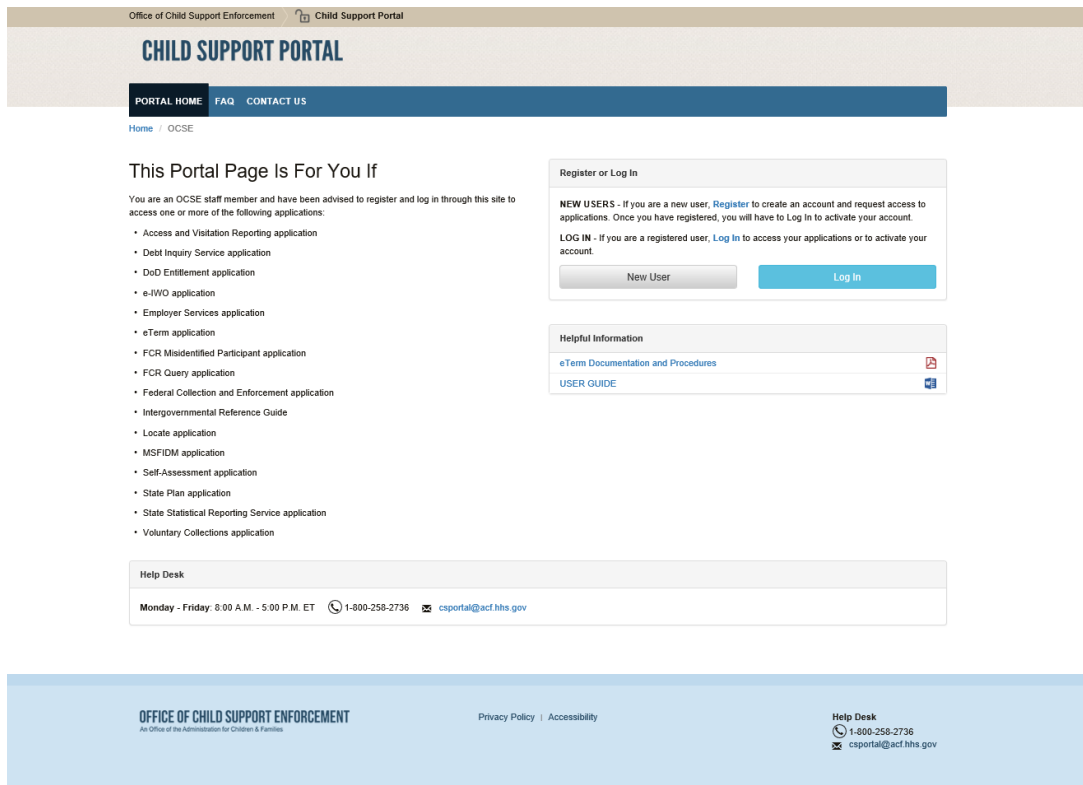 Office of Child Support Enforcement
Child Support Portal
CHILD SUPPORT PORTAL
PORTAL HOME FAQ CONTACT US
Home / OCSE
This Portal Page Is For You If
You are an OCSE staff member and have been advised to register and log in through this site to
access one or more of the following applications:
• Access and Visitation Reporting application
• Debt Inquiry Service application
• DoD Entitlement application
• e-IWO application
• Employer Services application
• eTerm application
• FCR Misidentified Participant application
• FCR Query application
• Federal Collection and Enforcement application
• Intergovernmental Reference Guide
• Locate application
• MSFIDM application
• Self-Assessment application
• State Plan application
• State Statistical Reporting Service application
• Voluntary Collections application
Register or Log In
NEW USERS - If you are a new user, Register to create an account and request access to
applications. Once you have registered, you will have to Log In to activate your account.
LOG IN - If you are a registered user, Log In to access your applications or to activate your
account.
New User
Log In
Helpful Information
eTerm Documentation and Procedures
USER GUIDE
Help Desk
Monday - Friday: 8:00 A.M. - 5:00 P.M. ET 1-800-258-2736 csportal@acf.hhs.gov
OFFICE OF CHILD SUPPORT ENFORCEMENT
An Office of the Administration for Children & Families
Privacy Policy | Accessibility
Help Desk
1-800-258-2736
csportal@acf.hhs.gov